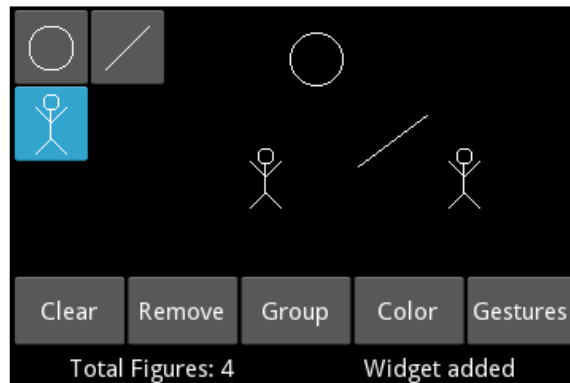 Clear Remove Group Color Gestures
Total Figures: 4 Widget added